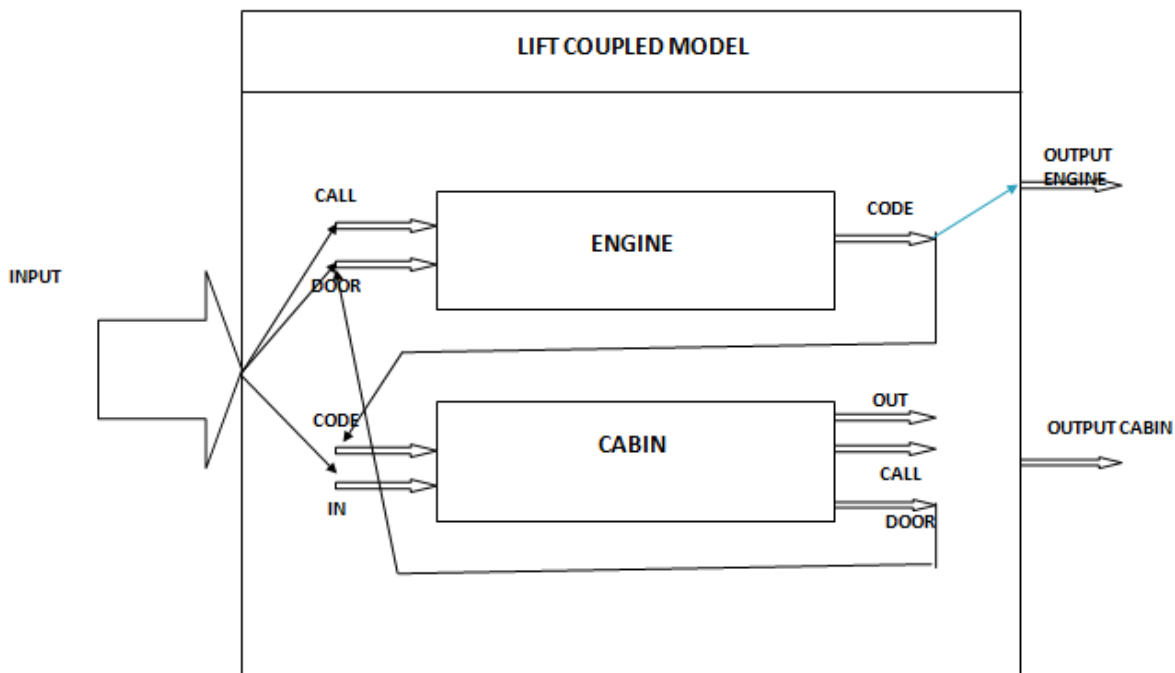 LIFT COUPLED MODEL
OUTPUT
ENGINE
CALL
CODE
ENGINE
INPUT
DOOR
OUT
CODE
CABIN
OUTPUT CABIN
CALL
IN
DOOR